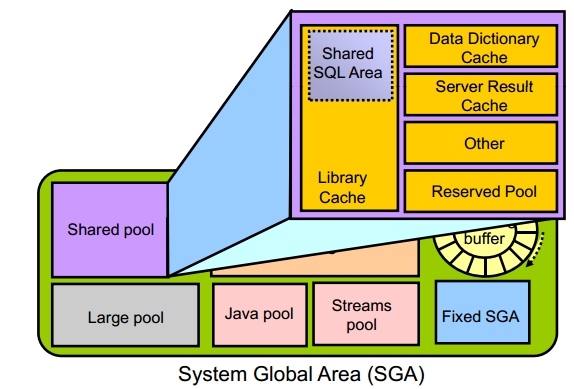 Shared
SQL Area
Library
Cache
Data Dictionary
Cache
Server Result
Cache
Other
Reserved Pool
Shared pool
buffer
Large pool
Java pool
Streams
pool
Fixed SGA
System Global Area (SGA)